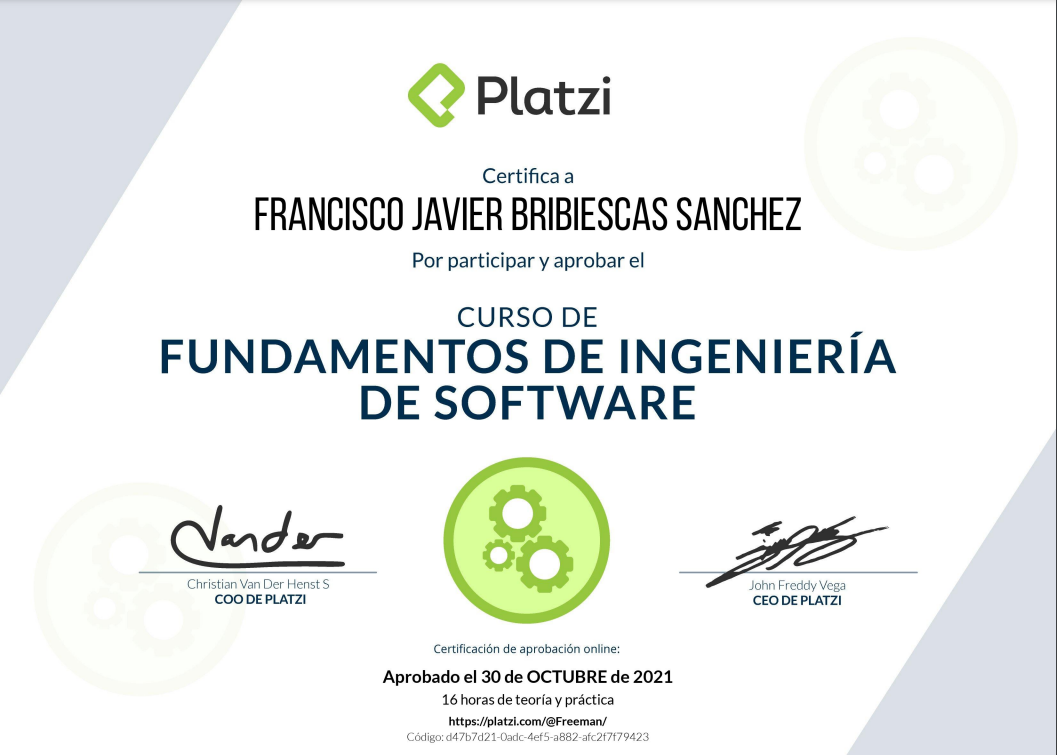 Platzi
Certifica a
FRANCISCO JAVIER BRIBIESCAS SANCHEZ
Por participar y aprobar el
CURSO DE
FUNDAMENTOS DE INGENIERÍA
DE SOFTWARE
Vander
Christian Van Der Henst S
COO DE PLATZI
John Freddy Vega
CEO DE PLATZI
Certificación de aprobación online:
Aprobado el 30 de OCTUBRE de 2021
16 horas de teoría y práctica
https://platzi.com/@Freeman/
Código: d47b7d21-0adc-4ef5-a882-afc2f7f79423